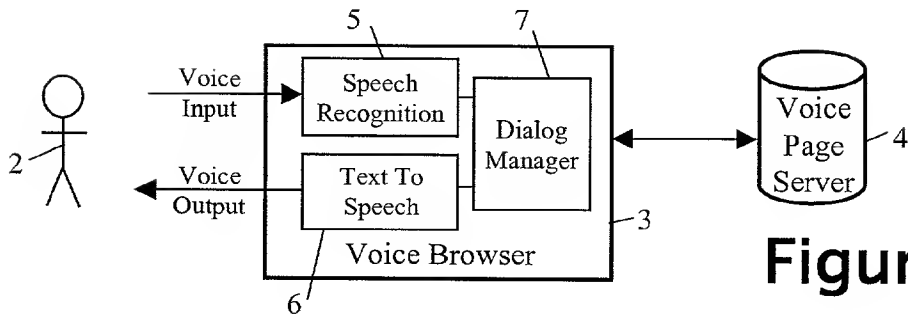 5
7
Voice
Input
Speech
Recognition
Dialog
Manager
Voice
Page
Server
4
2
Voice
Output
Text To
Speech
3
Voice Browser
6
Figur